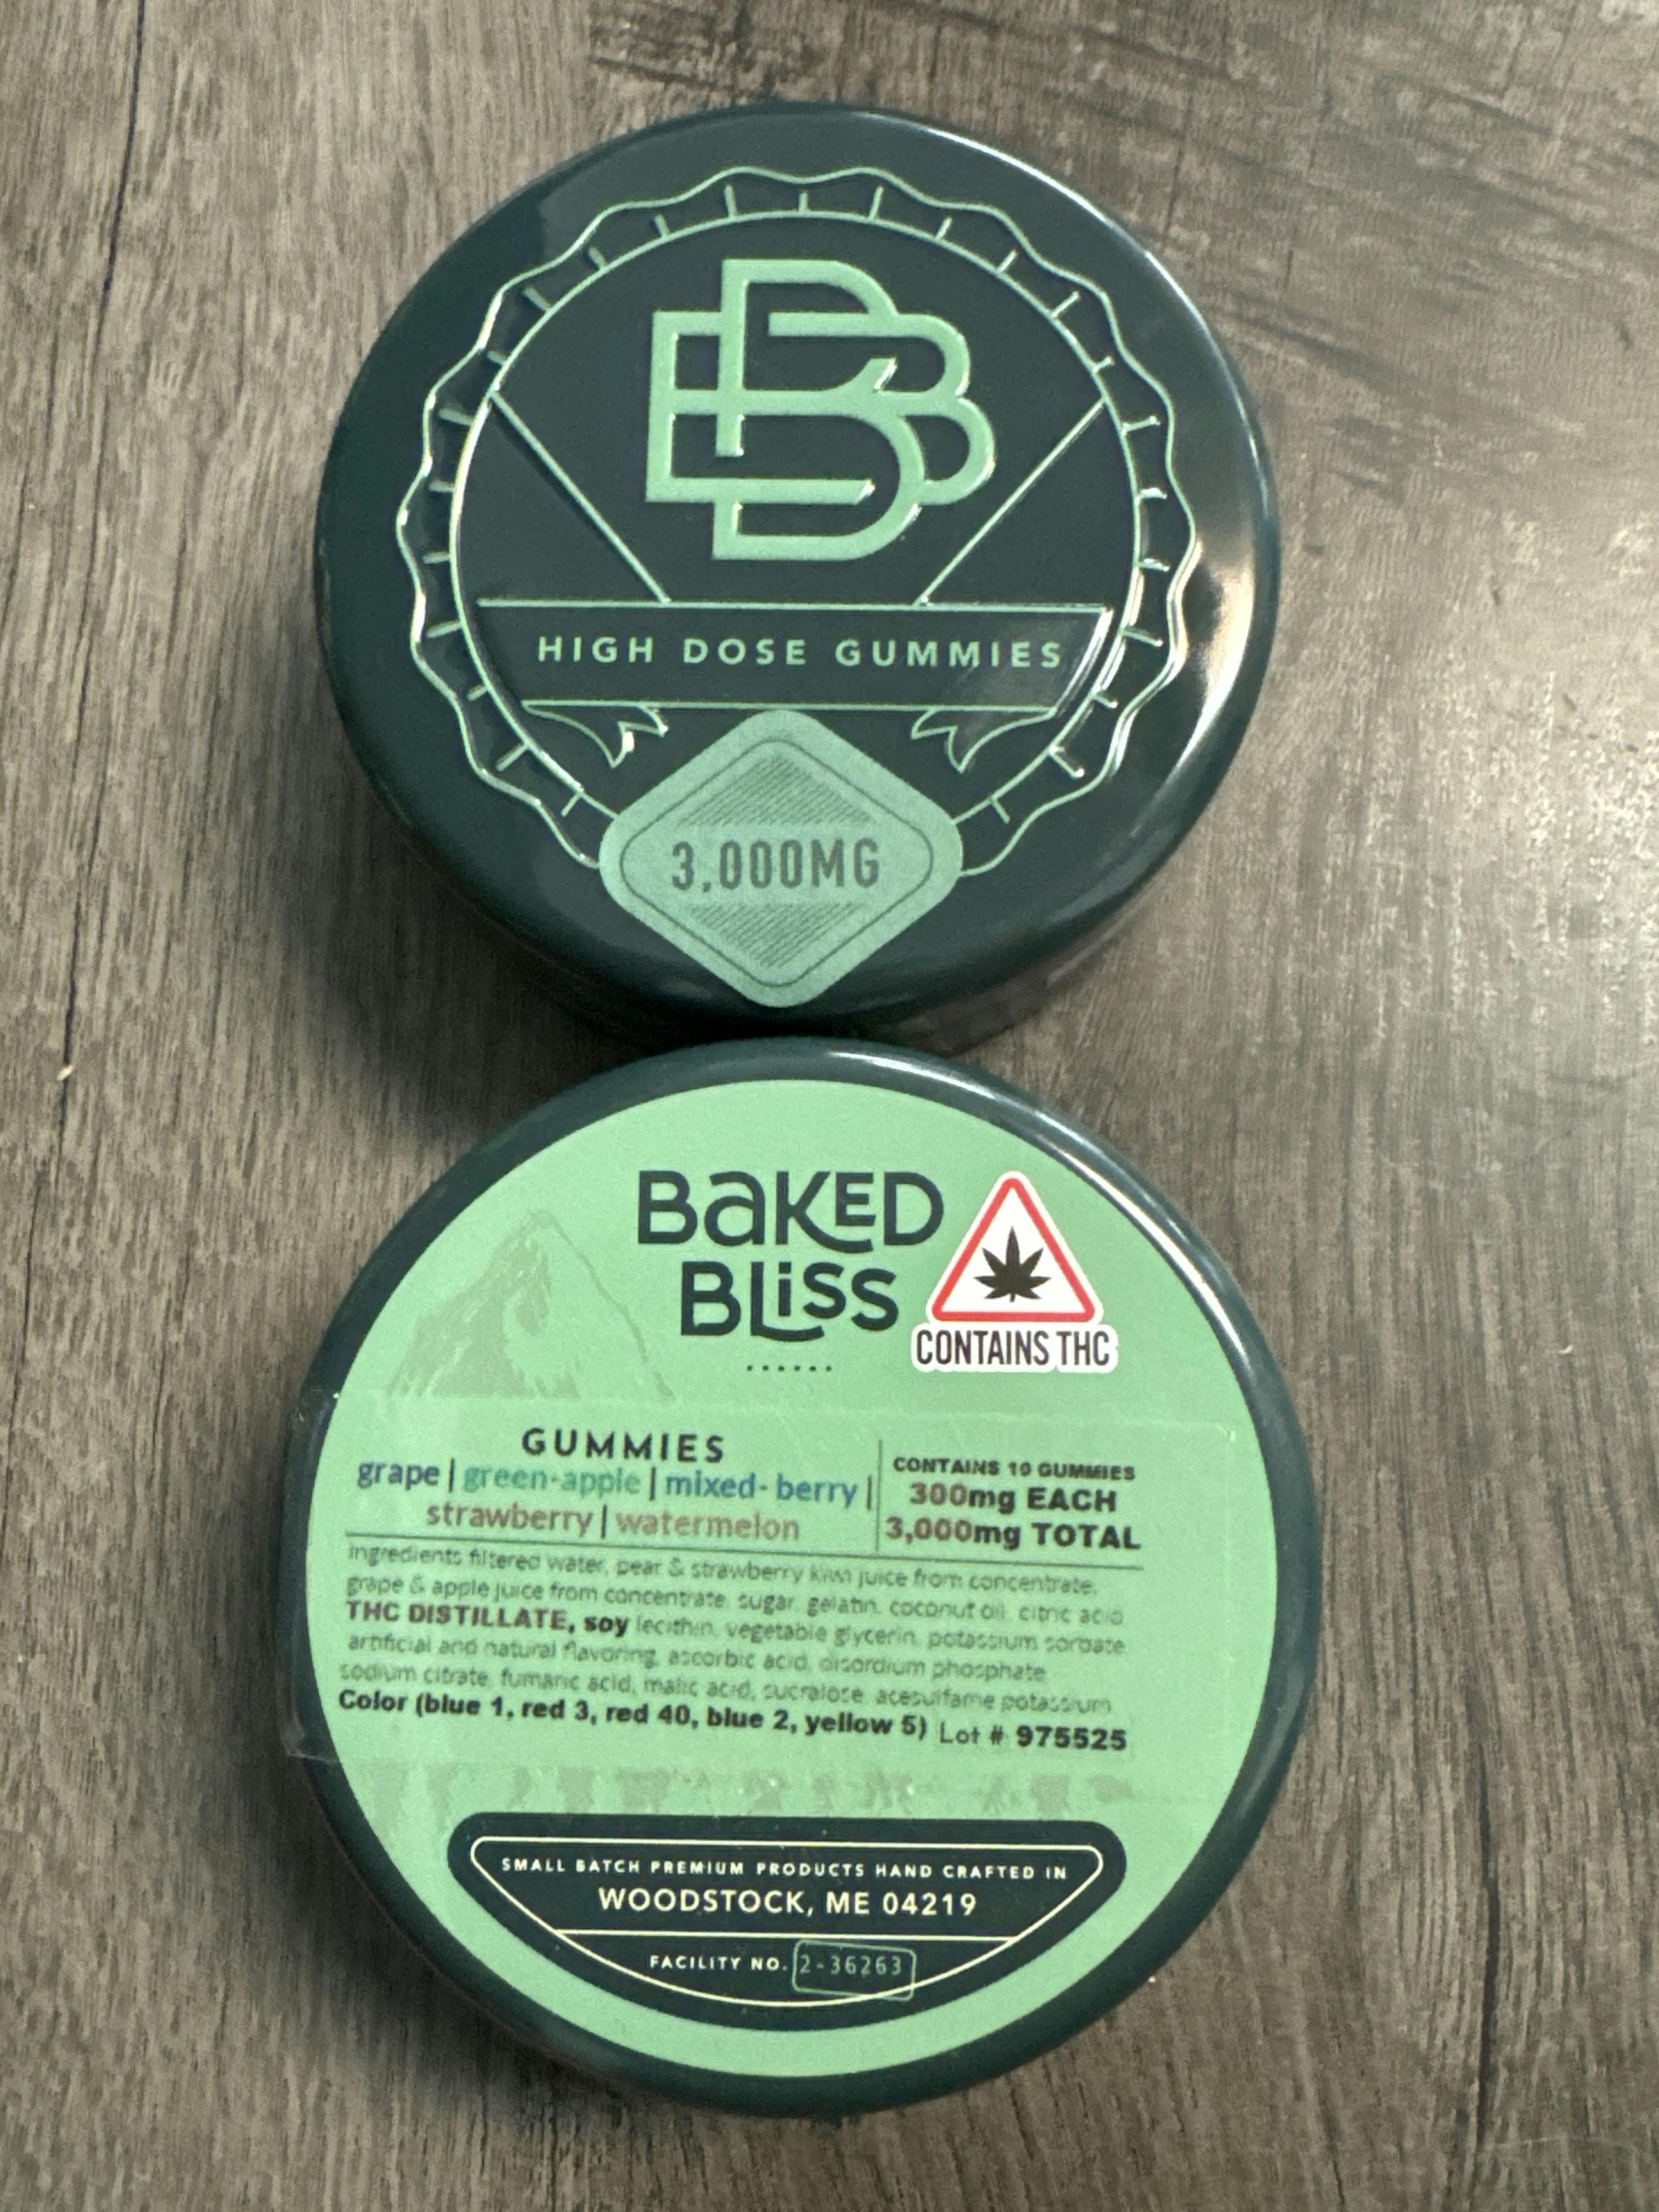 BBB
HIGH DOSE GUMMIES
3,000MG
BAKED
BLiSS
CONTAINS THC
GUMMIES
grape | green-apple | mixed- berry |
strawberry | watermelon
CONTAINS 10 GUMMIES
300mg EACH
3,000mg TOTAL
ingredients filtered water, pear & strawberry kiwi juice from concentrate,
grape & apple juice from concentrate, sugar, gelatin, coconut oil, citric acid
THC DISTILLATE, soy lecithin, vegetable glycerin, potassium sorbate
artificial and natural flavoring, ascorbic acid, disordium phosphate
sodium citrate, fumaric acid, malic acid, sucralose, acesulfame potassium
Color (blue 1, red 3, red 40, blue 2, yellow 5) Lot # 975525
SMALL BATCH PREMIUM PRODUCTS HAND CRAFTED IN
WOODSTOCK, ME 04219
FACILITY NO. 2-36263